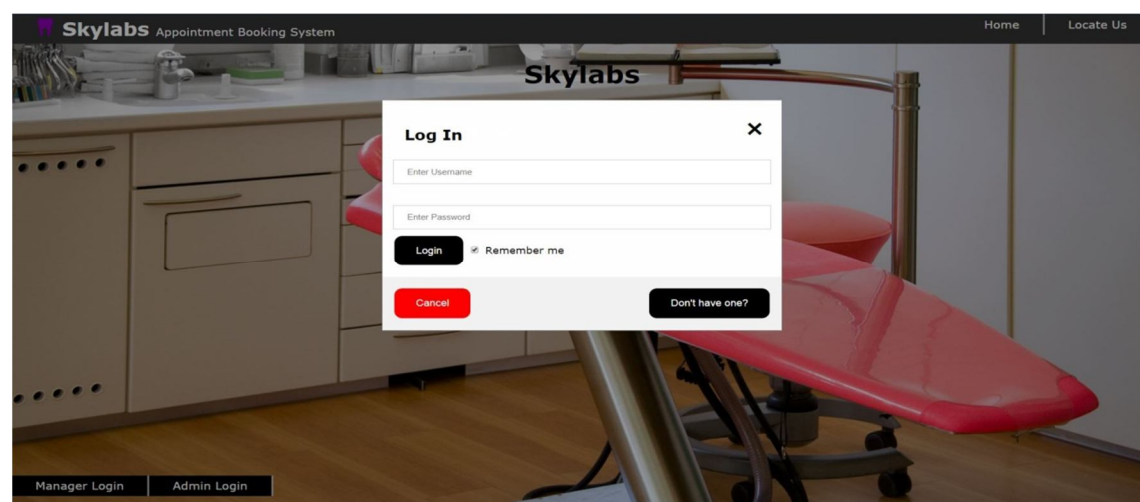 Skylabs Appointment Booking System
Home
Locate Us
Skylabs
Log In
×
Enter Username
Enter Password
Login
Remember me
Cancel
Don't have one?
Manager Login
Admin Login